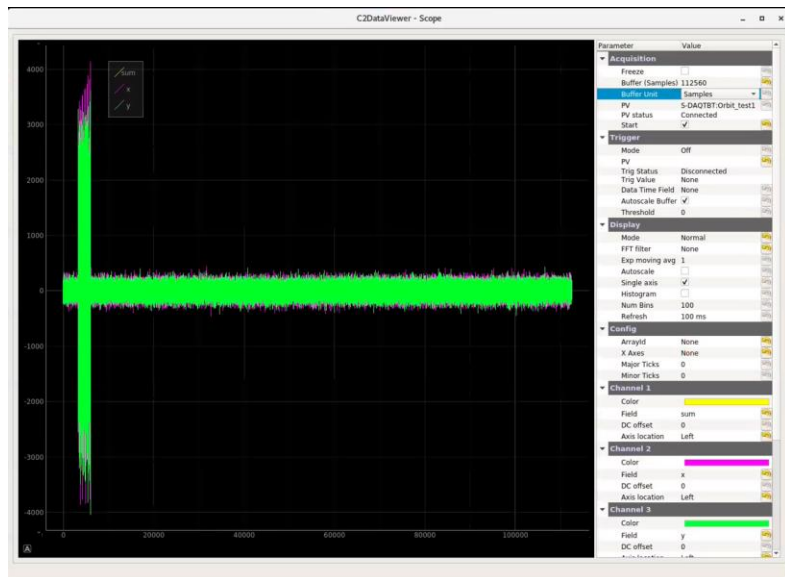 C2DataViewer - Scope
4000
3000
2000
1000
0
-1000
-2000
-3000
-4000
0 20000 40000 60000 80000 100000
sum
x
y
A
Parameter Value
Acquisition
Freeze
Buffer (Samples) 112560
Buffer Unit Samples
PV S-DAQTBT:Orbit_test1
PV status Connected
Start
Trigger
Mode Off
PV
Trig Status Disconnected
Trig Value None
Data Time Field None
Autoscale Buffer
Threshold 0
Display
Mode Normal
FFT filter None
Exp moving avg 1
Autoscale
Single axis
Histogram
Num Bins 100
Refresh 100 ms
Config
ArrayId None
X Axes None
Major Ticks 0
Minor Ticks 0
Channel 1
Color
Field sum
DC offset 0
Axis location Left
Channel 2
Color
Field x
DC offset 0
Axis location Left
Channel 3
Color
Field y
DC offset 0